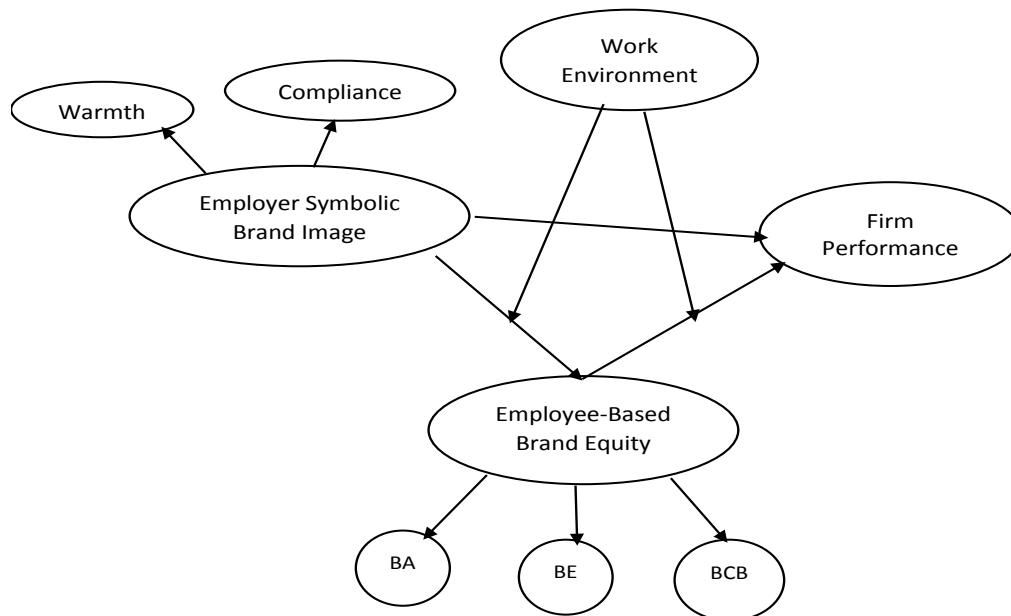 Work
Environment
Compliance
Warmth
Employer Symbolic
Brand Image
Firm
Performance
Employee-Based
Brand Equity
BA
BE
BCB